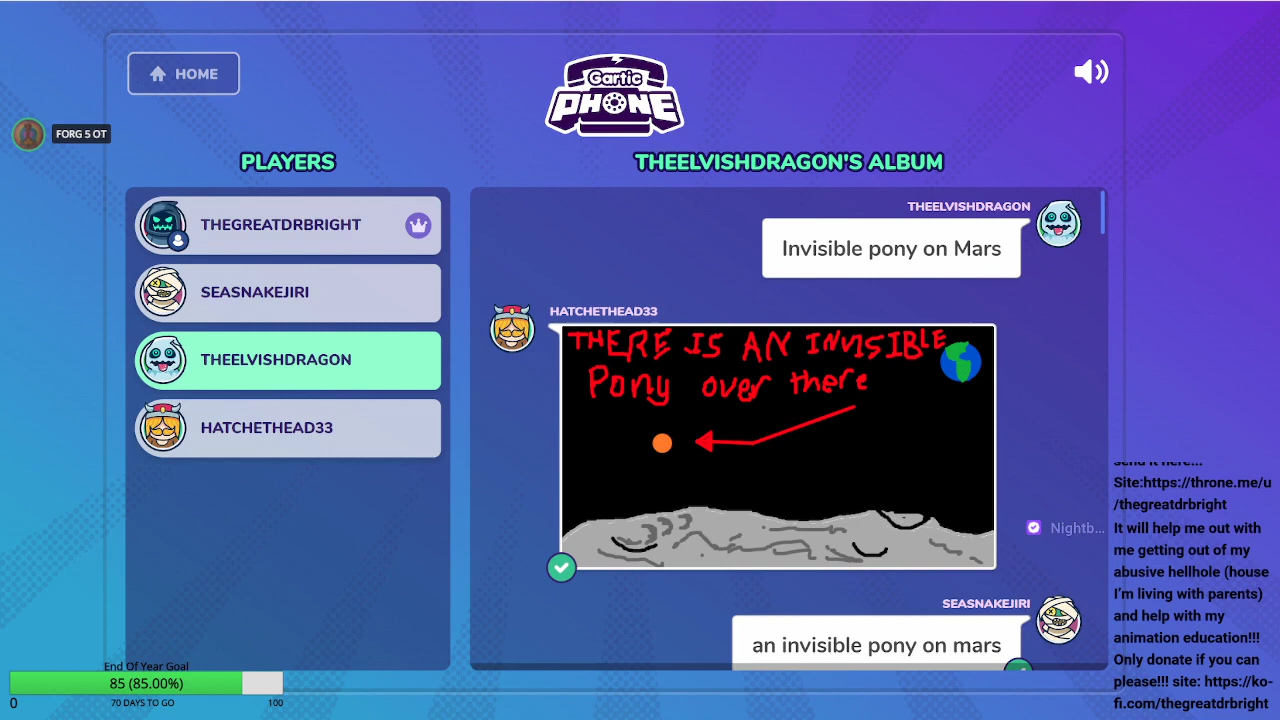 HOME
Gartic
PHONE
FORG 5 OT
PLAYERS
THEGREATDRBRIGHT
SEASNAKEJIRI
THEELVISHDRAGON
HATCHETHEAD33
THEELVISHDRAGON'S ALBUM
THEELVISHDRAGON
Invisible pony on Mars
HATCHETHEAD33
THERE IS AN INVISIBLE
Pony over there
SEASNAKEJIRI
an invisible pony on mars
Nightb...
send it here...
Site:https://throne.me/u
/thegreatdrbright
It will help me out with
me getting out of my
abusive hellhole (house
I'm living with parents)
and help with my
animation education!!!
Only donate if you can
please!!! site: https://ko-
fi.com/thegreatdrbright
End Of Year Goal
85 (85.00%)
0
70 DAYS TO GO
100